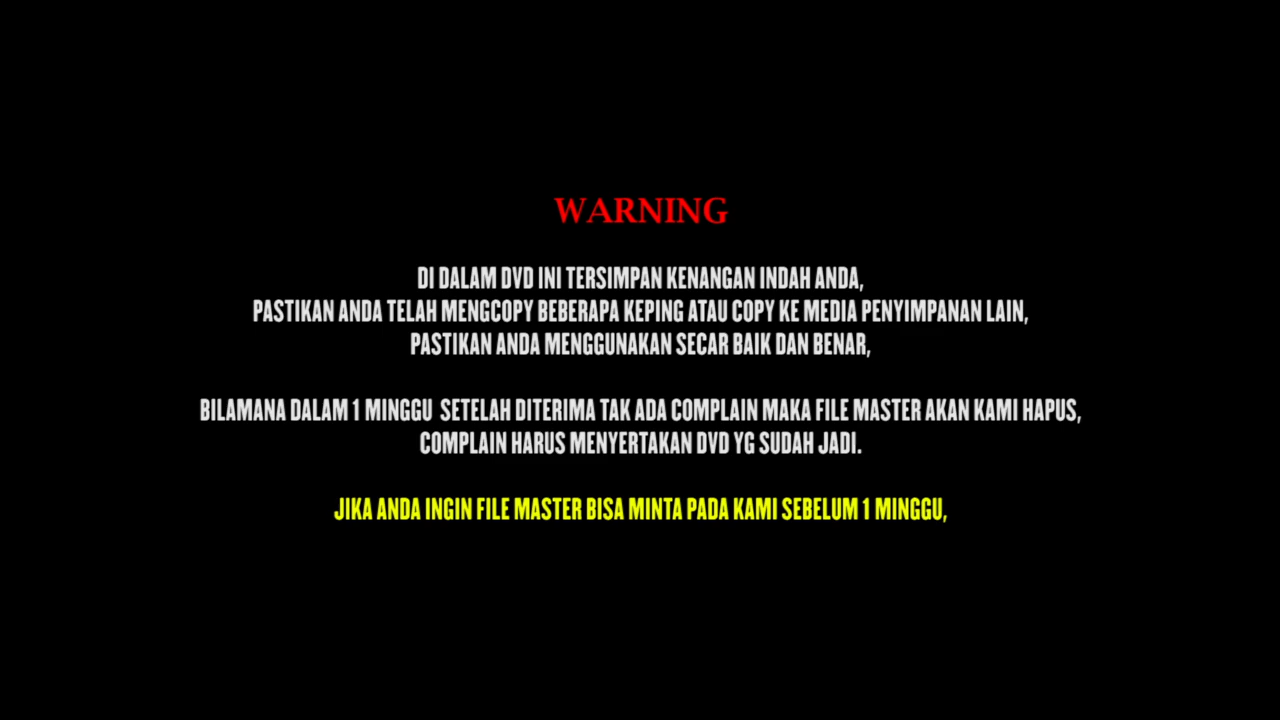 WARNING
DI DALAM DVD INI TERSIMPAN KENANGAN INDAH ANDA,
PASTIKAN ANDA TELAH MENGCOPY BEBERAPA KEPING ATAU COPY KE MEDIA PENYIMPANAN LAIN,
PASTIKAN ANDA MENGGUNAKAN SECAR BAIK DAN BENAR,
BILAMANA DALAM 1 MINGGU  SETELAH DITERIMA TAK ADA COMPLAIN MAKA FILE MASTER AKAN KAMI HAPUS,
COMPLAIN HARUS MENYERTAKAN DVD YG SUDAH JADI.
JIKA ANDA INGIN FILE MASTER BISA MINTA PADA KAMI SEBELUM 1 MINGGU,